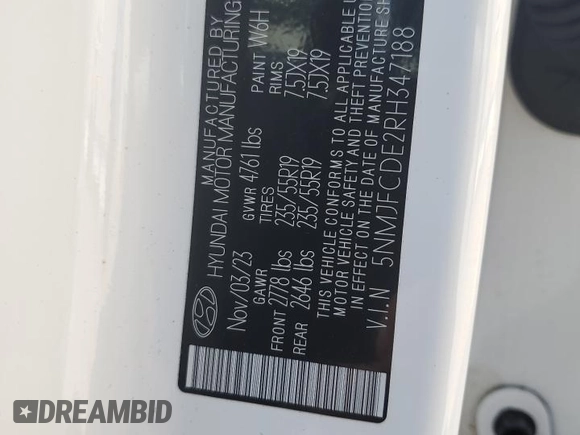 MANUFACTURED BY
HYUNDAI MOTOR MANUFACTURING
Nov/03/23 GVWR 4761 lbs PAINT W6H
GAWR TIRES RIMS
FRONT 2778 lbs 235/55R19 7.5JX19
REAR 2646 lbs 235/55R19 7.5JX19
THIS VEHICLE CONFORMS TO ALL APPLICABLE
MOTOR VEHICLE SAFETY AND THEFT PREVENTION
IN EFFECT ON THE DATE OF MANUFACTURE
V.I.N 5NMJFCDE2RH347188
DREAMBID